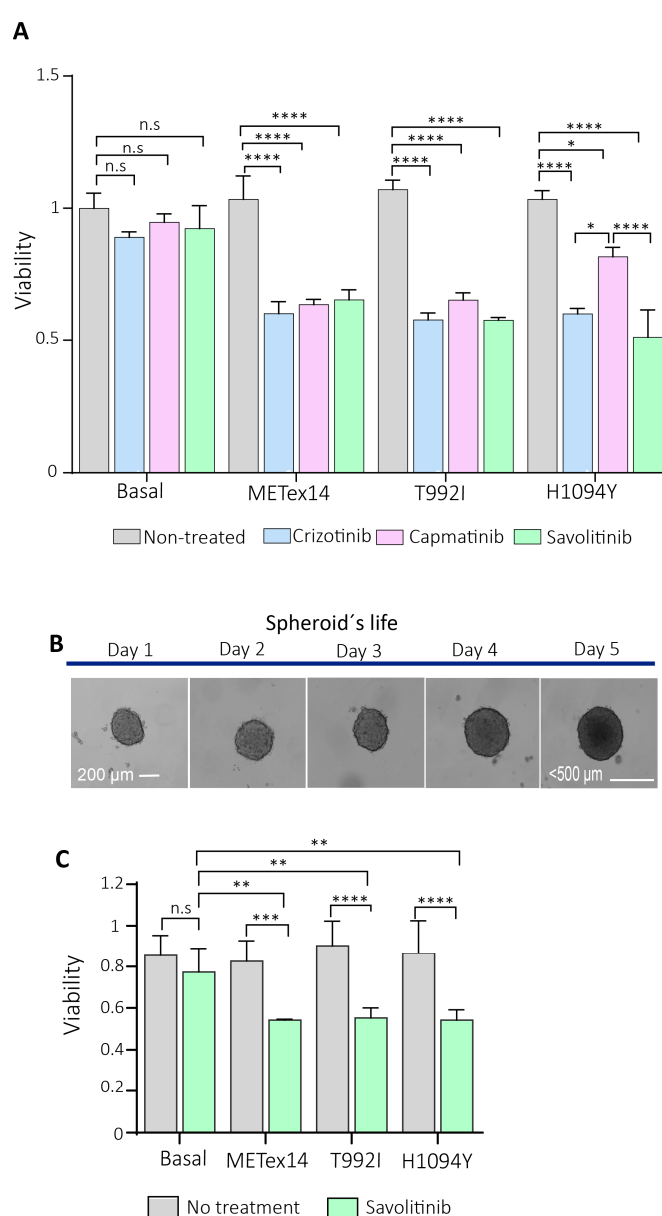 A
1.5
1
0.5
0
Viability
n.s
n.s
n.s
****
****
****
****
****
****
****
*
****
* ****
Basal METex14 T992I H1094Y
Non-treated Crizotinib Capmatinib Savolitinib
Spheroid´s life
B
Day 1 Day 2 Day 3 Day 4 Day 5
200 µm <500 µm
C
1.2
1
0.8
0.6
0.4
0.2
0
Viability
**
**
**
n.s
***
****
****
Basal METex14 T992I H1094Y
No treatment Savolitinib